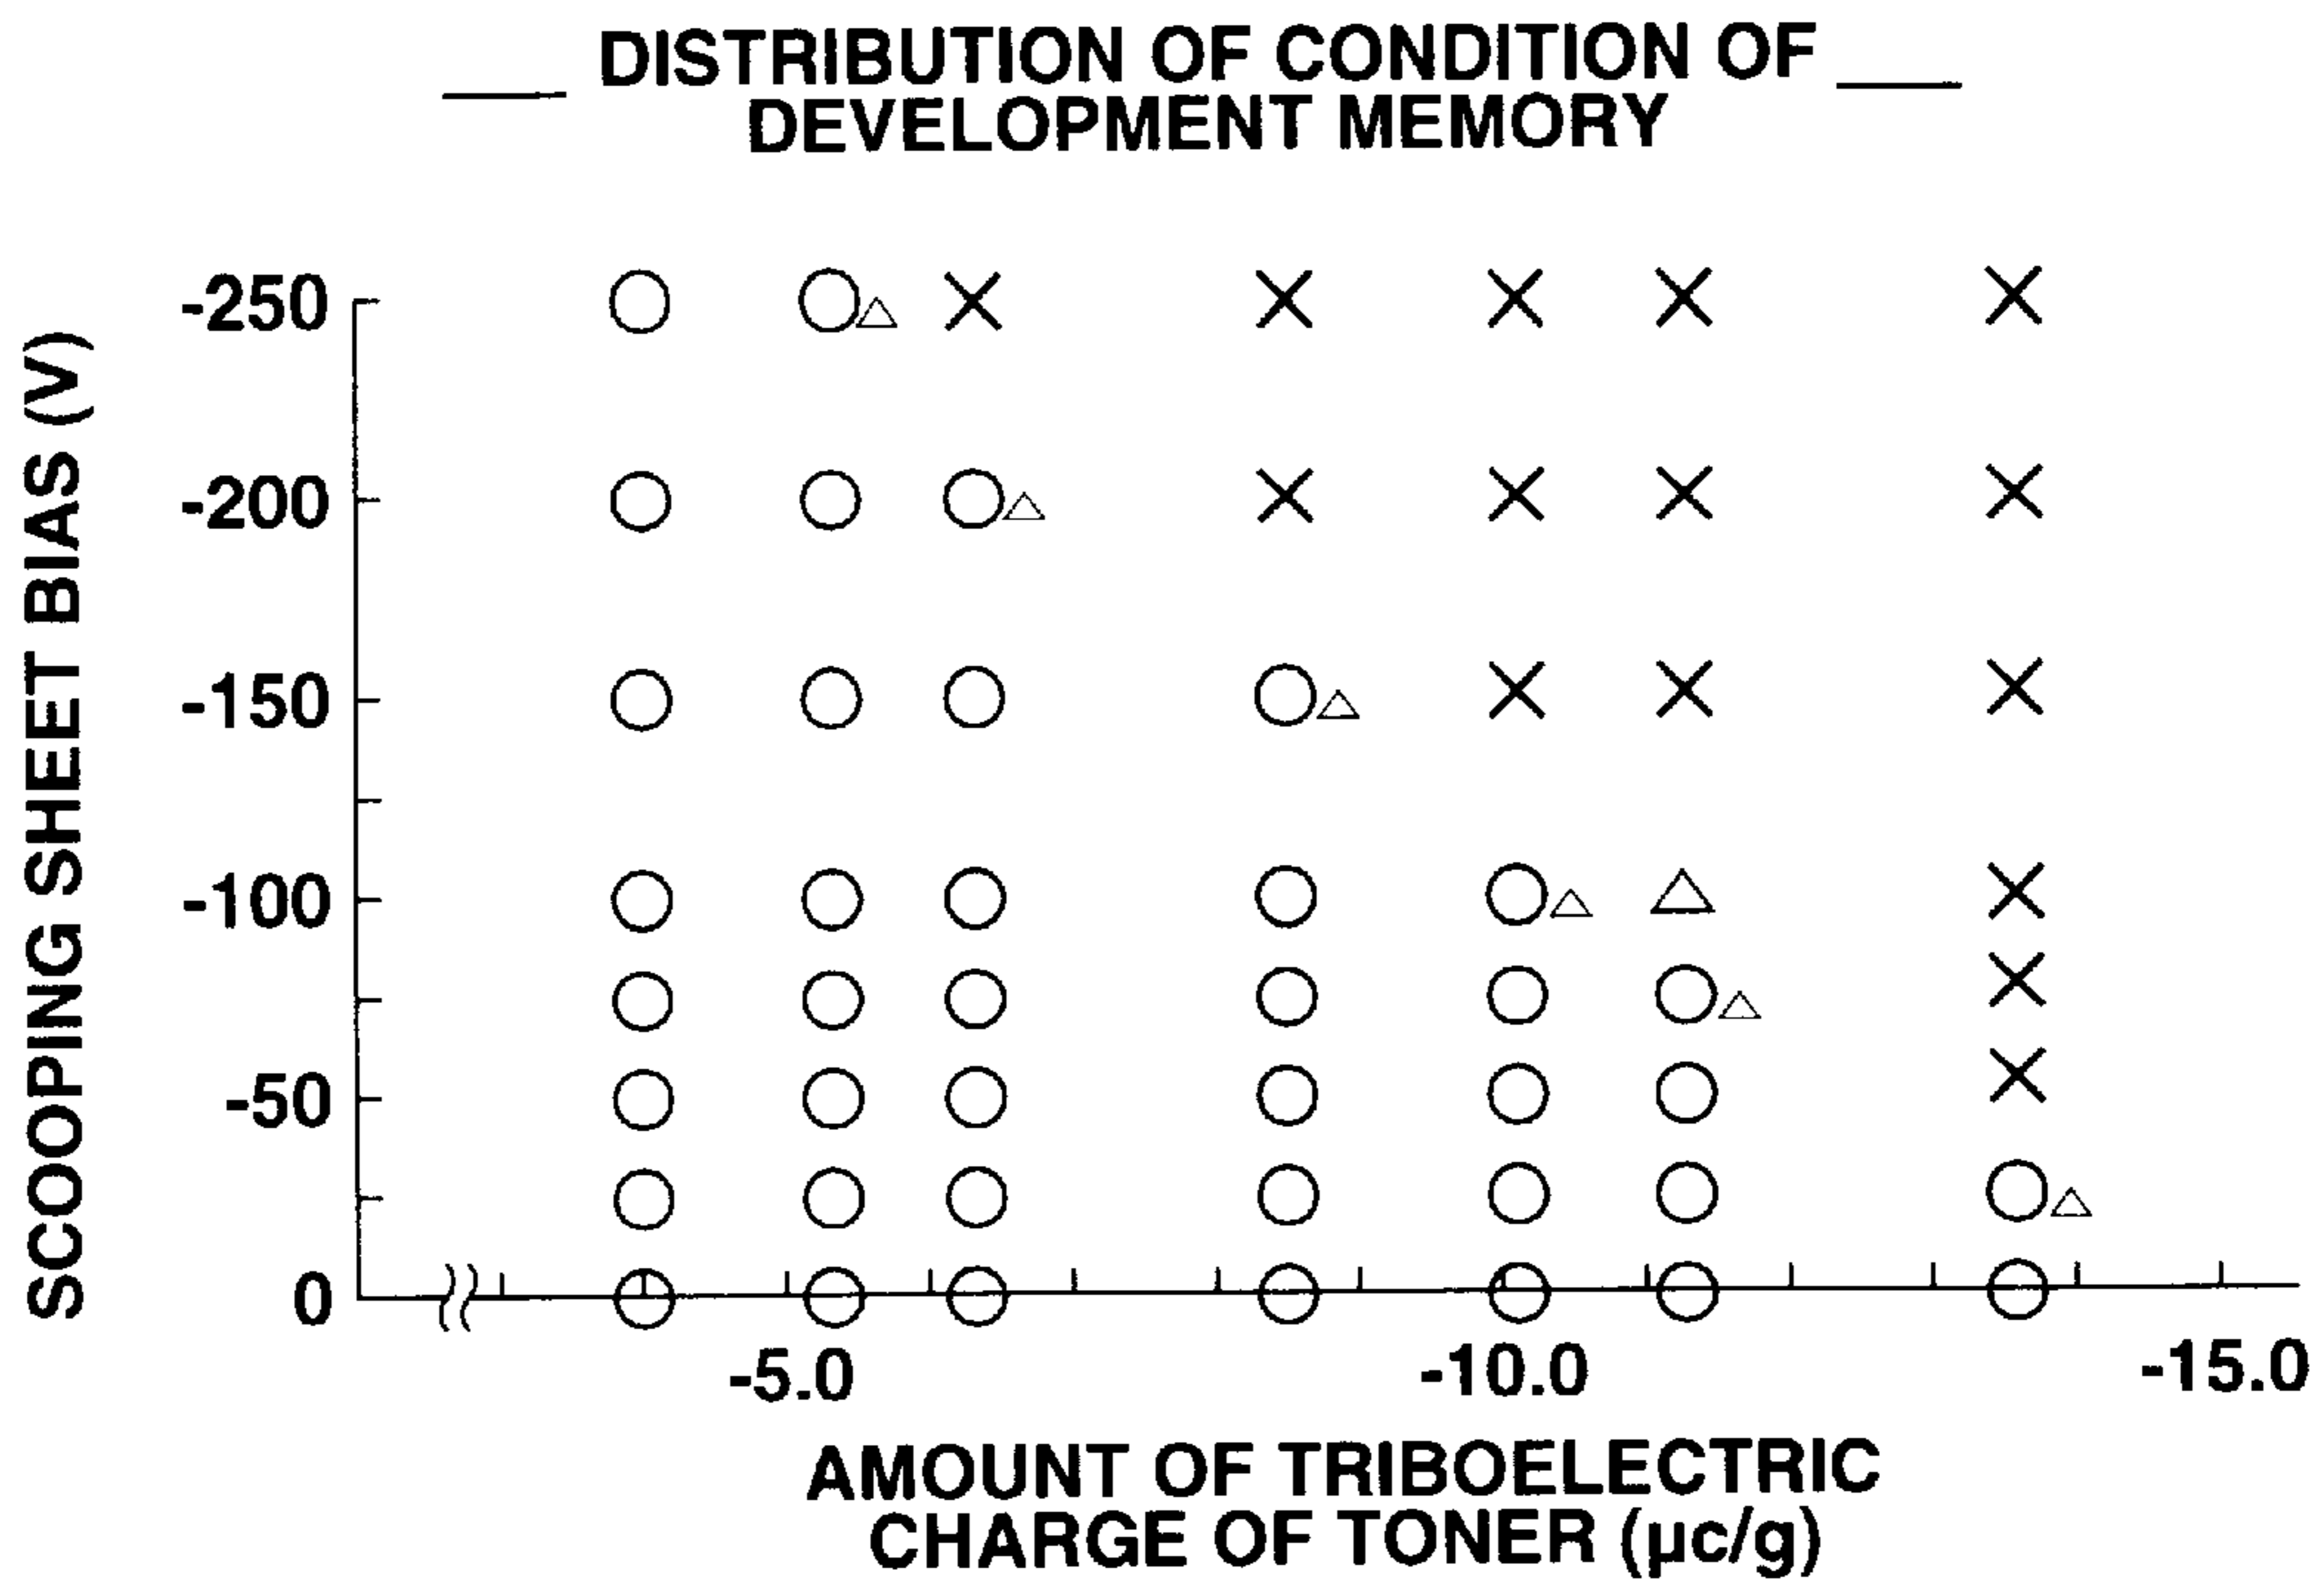 DISTRIBUTION OF CONDITION OF
DEVELOPMENT MEMORY
SCOOPING SHEET BIAS (V)
-250
-200
-150
-100
-50
0
-5.0
-10.0
-15.0
AMOUNT OF TRIBOELECTRIC
CHARGE OF TONER (μc/g)